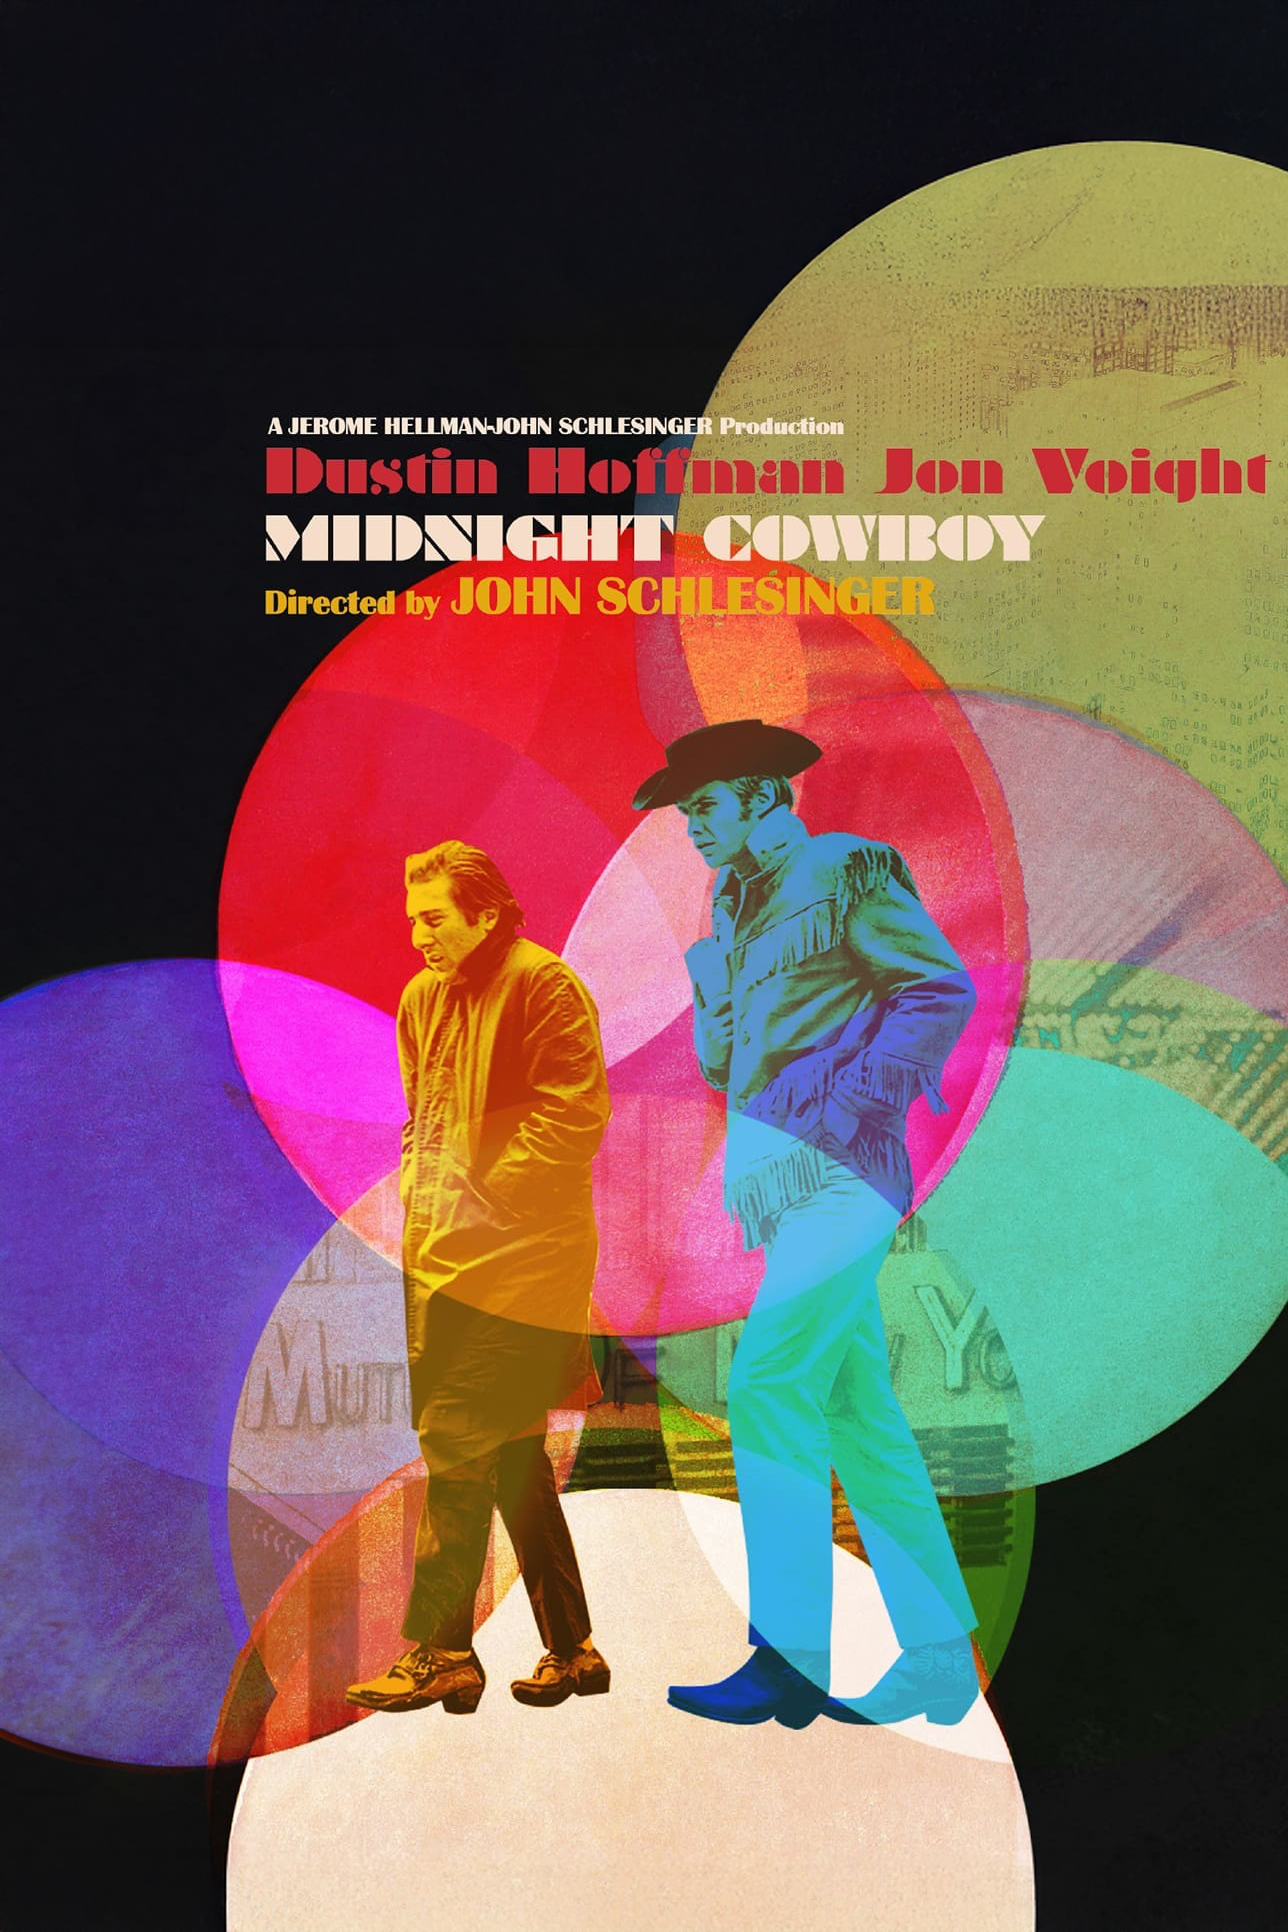 A JEROME HELLMAN-JOHN SCHLESINGER Production
Dustin Hoffman Jon Voight
MIDNIGHT COWBOY
Directed by JOHN SCHLESINGER